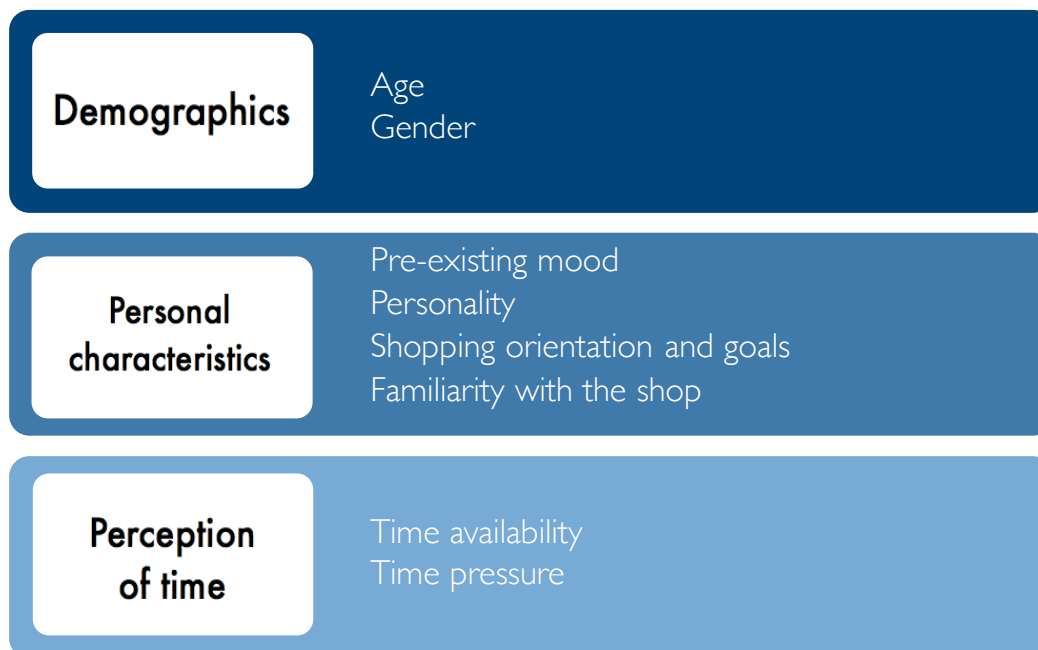 Demographics
Age
Gender
Personal
characteristics
Pre-existing mood
Personality
Shopping orientation and goals
Familiarity with the shop
Perception
of time
Time availability
Time pressure